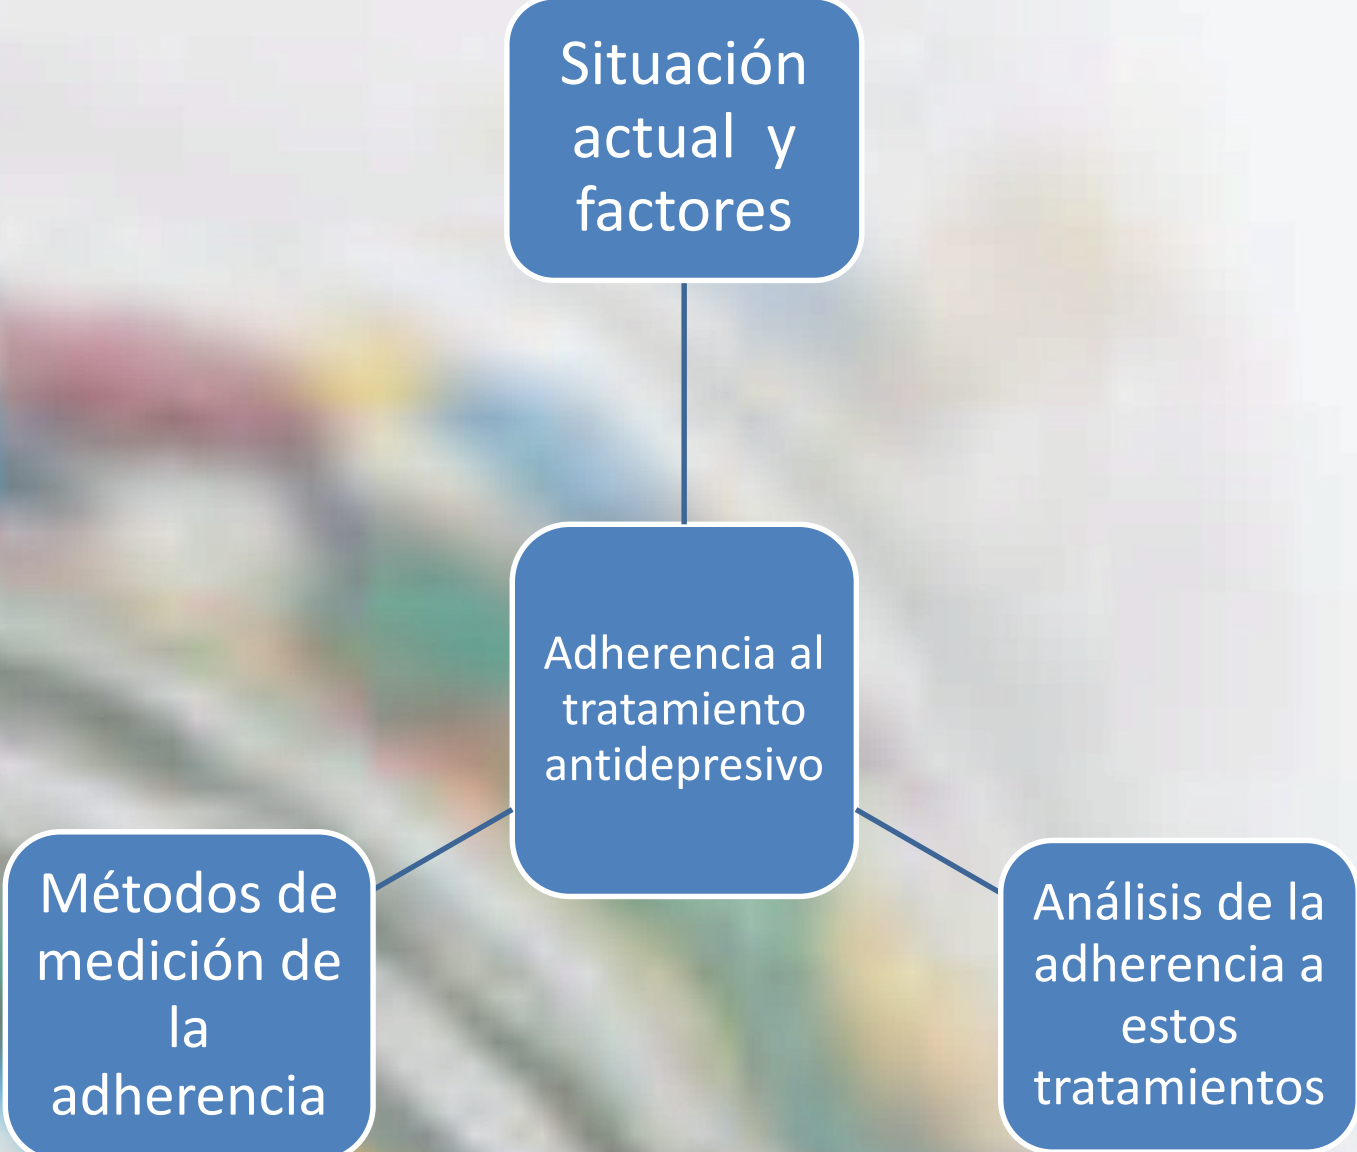 Situación
actual y
factores
Adherencia al
tratamiento
antidepresivo
Métodos de
medición de
la
adherencia
Análisis de la
adherencia a
estos
tratamientos